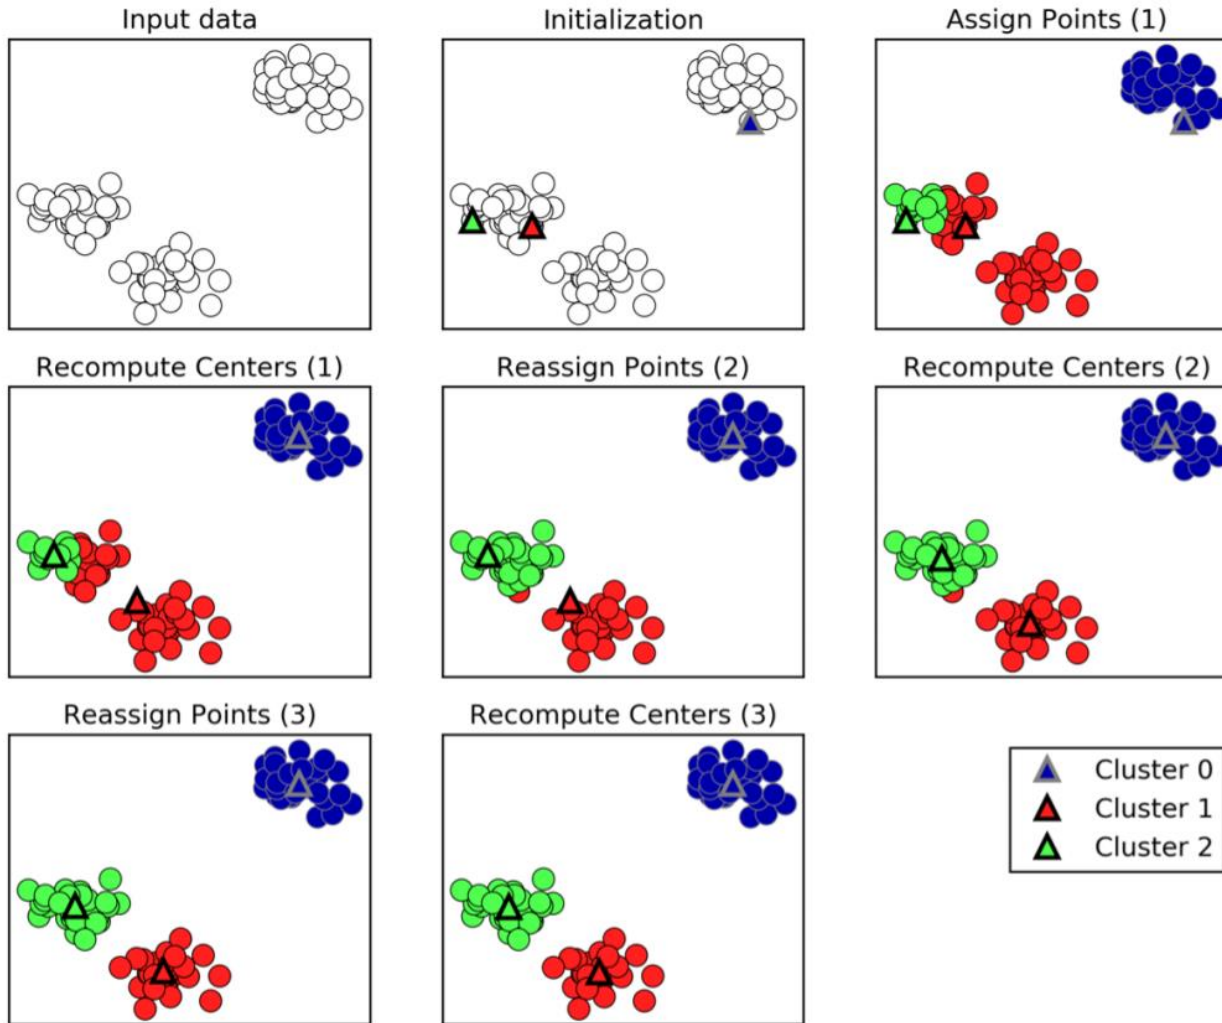 Input data
Initialization
Assign Points (1)
Recompute Centers (1)
Reassign Points (2)
Recompute Centers (2)
Reassign Points (3)
Recompute Centers (3)
Cluster 0
Cluster 1
Cluster 2